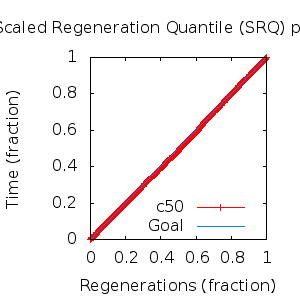 Scaled Regeneration Quantile (SRQ) p
Time (fraction)
1
0.8
0.6
0.4
0.2
0
c50
Goal
0 0.2 0.4 0.6 0.8 1
Regenerations (fraction)